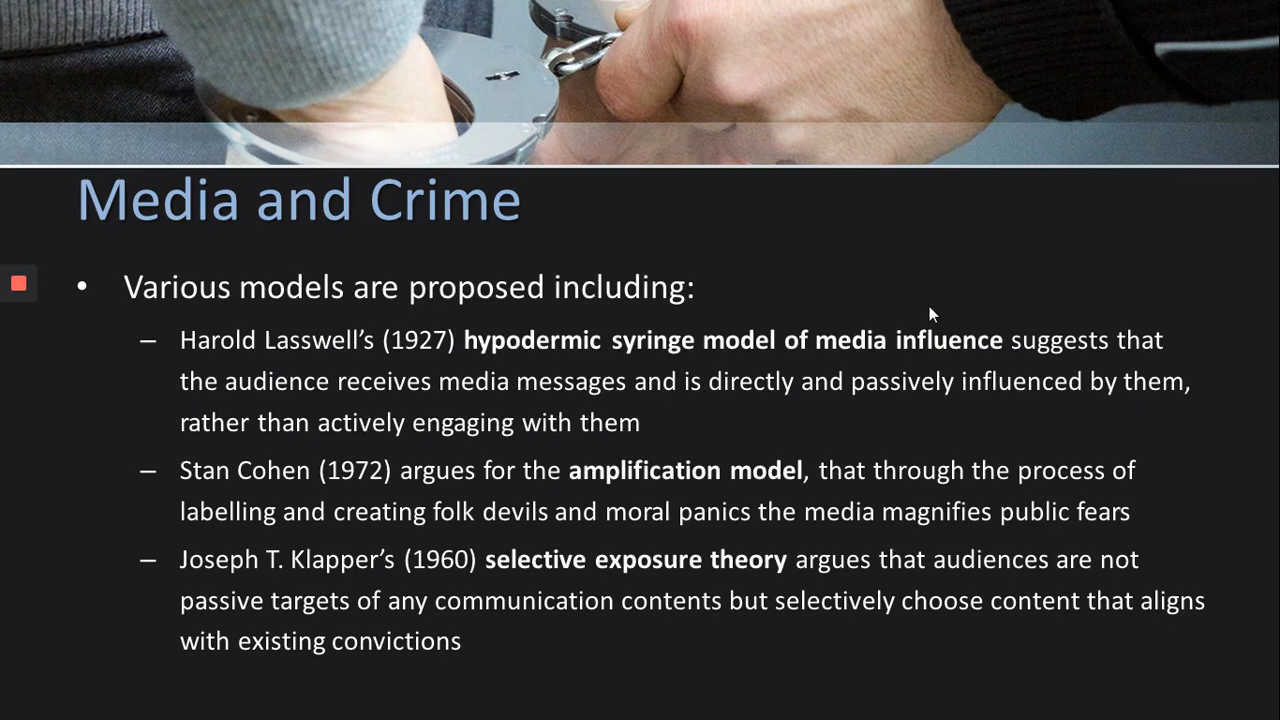 Media and Crime
• Various models are proposed including:
– Harold Lasswell’s (1927) hypodermic syringe model of media influence suggests that
the audience receives media messages and is directly and passively influenced by them,
rather than actively engaging with them
– Stan Cohen (1972) argues for the amplification model, that through the process of
labelling and creating folk devils and moral panics the media magnifies public fears
– Joseph T. Klapper’s (1960) selective exposure theory argues that audiences are not
passive targets of any communication contents but selectively choose content that aligns
with existing convictions